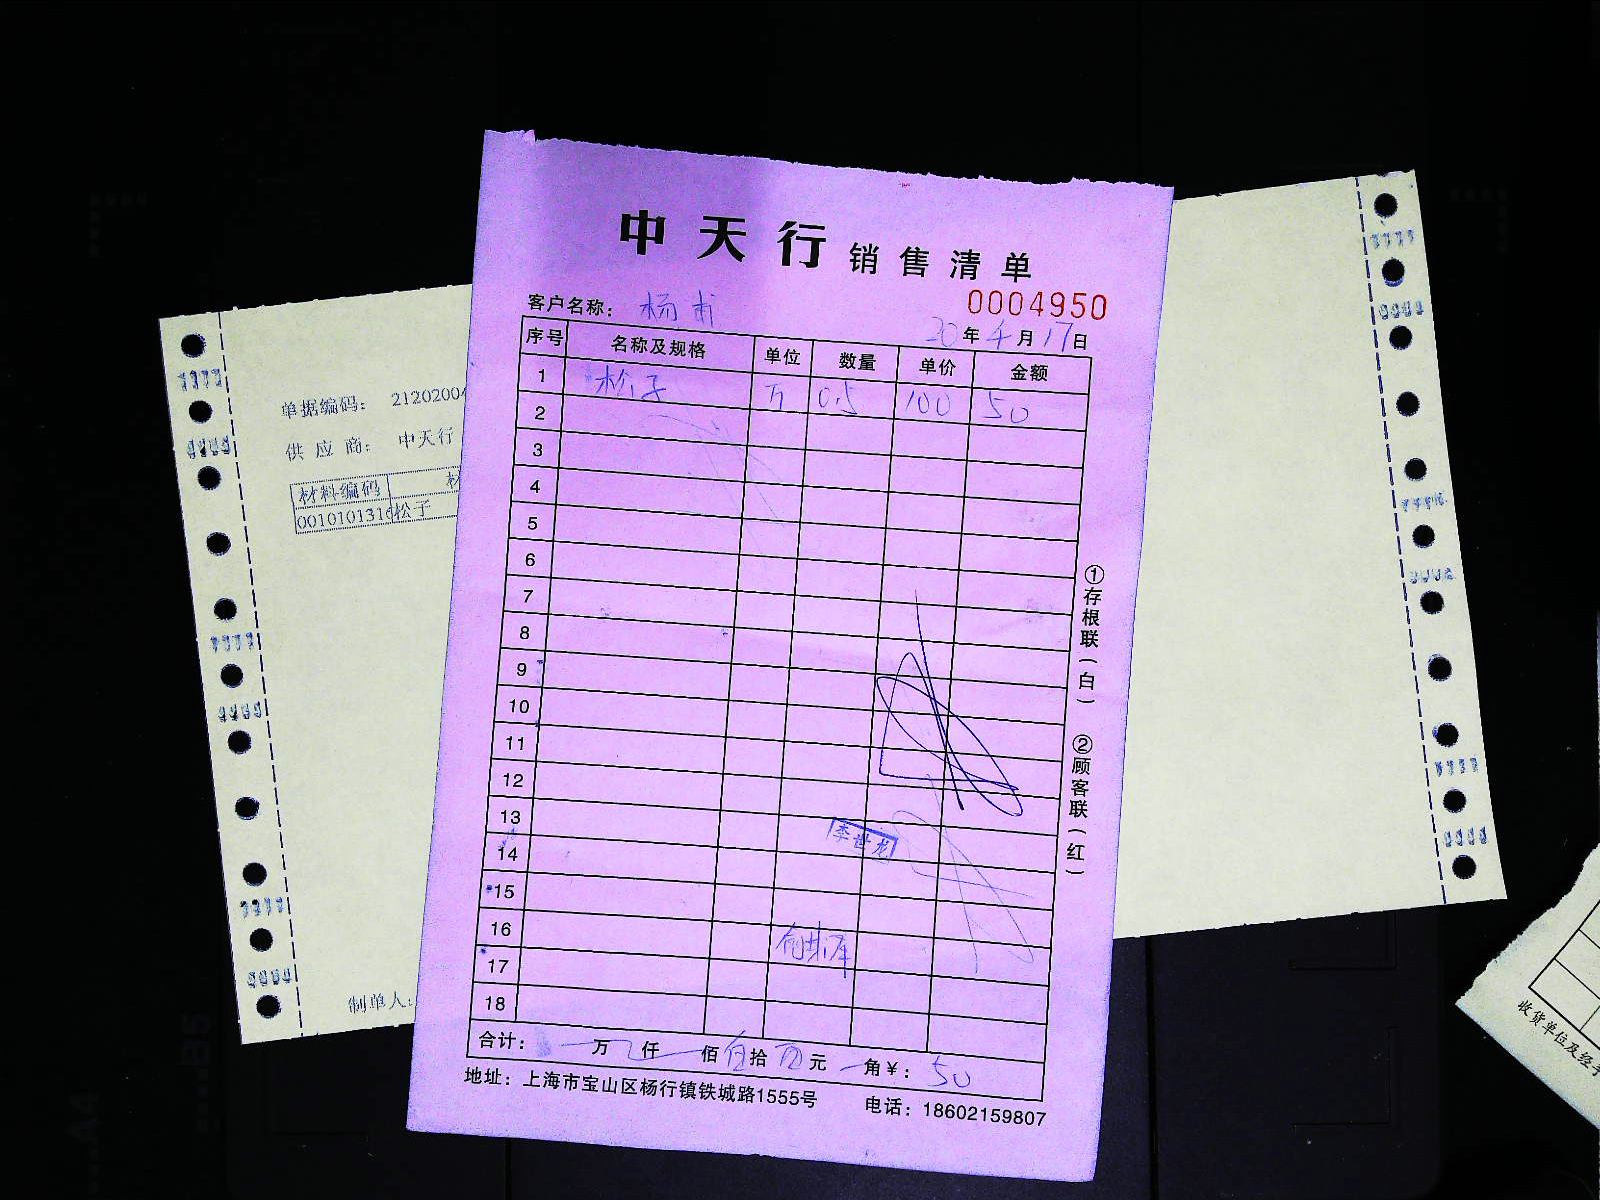 中天行 销售清单
0004950
客户名称：杨
20年4月17日
序号 名称及规格 单位 数量 单价 金额
1 松子 斤 0.5 100 50
2
3
4
5
6
7
8
9
10
11
12
13
14
15
16
17
18
李世龙
合计： 万 仟 佰 拾 元 角 ¥：50
地址：上海市宝山区杨行镇铁城路1555号 电话：18602159807
①存根联（白） ②顾客联（红）
单据编码： 2120200
供应商： 中天行
材料编码
0010101316 松子
制单人：
收货单位及经手